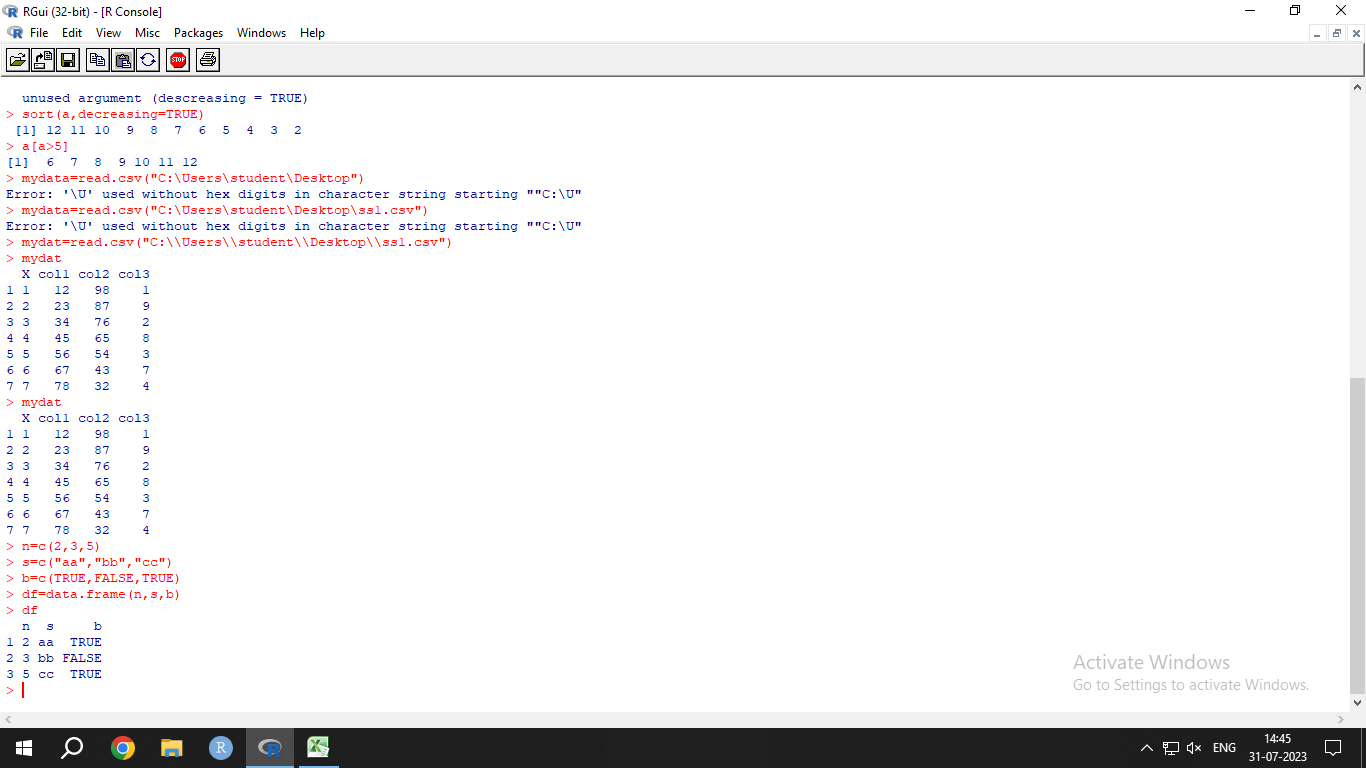 RGui (32-bit) - [R Console]
File Edit View Misc Packages Windows Help
STOP
unused argument (descreasing = TRUE)
> sort(a,decreasing=TRUE)
[1] 12 11 10 9 8 7 6 5 4 3 2
> a[a>5]
[1] 6 7 8 9 10 11 12
> mydata=read.csv("C:\Users\student\Desktop")
Error: '\U' used without hex digits in character string starting ""C:\U"
> mydata=read.csv("C:\Users\student\Desktop\ss1.csv")
Error: '\U' used without hex digits in character string starting ""C:\U"
> mydat=read.csv("C:\\Users\\student\\Desktop\\ss1.csv")
> mydat
X col1 col2 col3
1 1 12 98 1
2 2 23 87 9
3 3 34 76 2
4 4 45 65 8
5 5 56 54 3
6 6 67 43 7
7 7 78 32 4
> mydat
X col1 col2 col3
1 1 12 98 1
2 2 23 87 9
3 3 34 76 2
4 4 45 65 8
5 5 56 54 3
6 6 67 43 7
7 7 78 32 4
> n=c(2,3,5)
> s=c("aa","bb","cc")
> b=c(TRUE,FALSE,TRUE)
> df=data.frame(n,s,b)
> df
n s b
1 2 aa TRUE
2 3 bb FALSE
3 5 cc TRUE
>
Activate Windows
Go to Settings to activate Windows.
ENG
14:45
31-07-2023